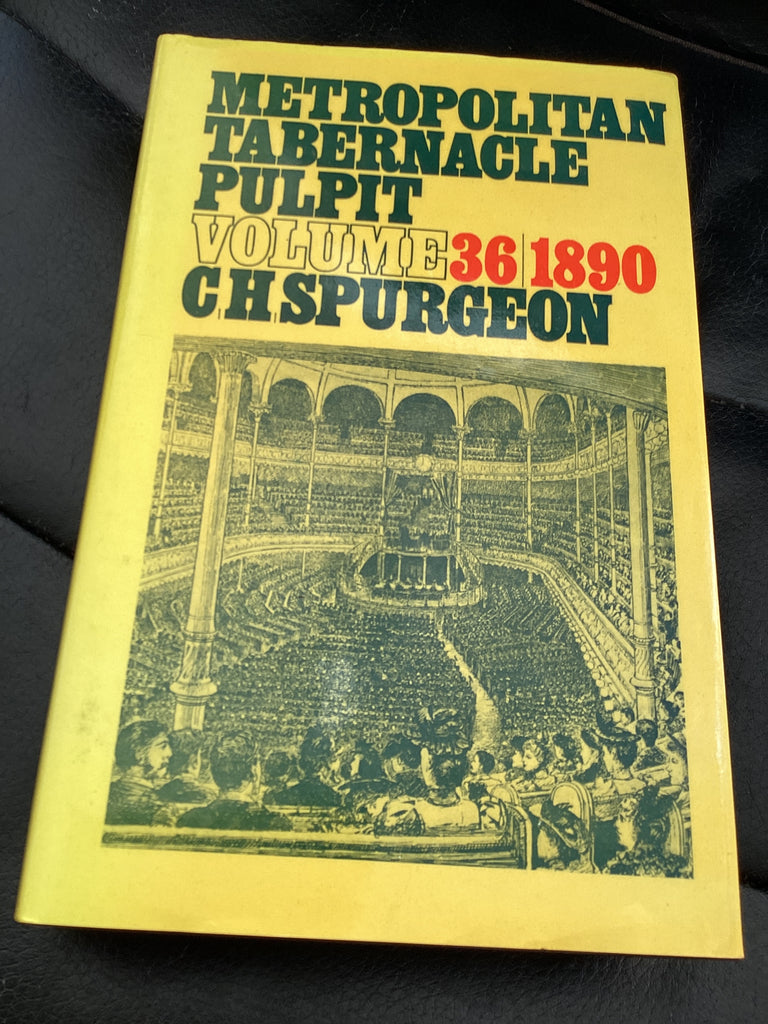 METROPOLITAN
TABERNACLE
PULPIT
VOLUME 36|1890
C|H|SPURGEON